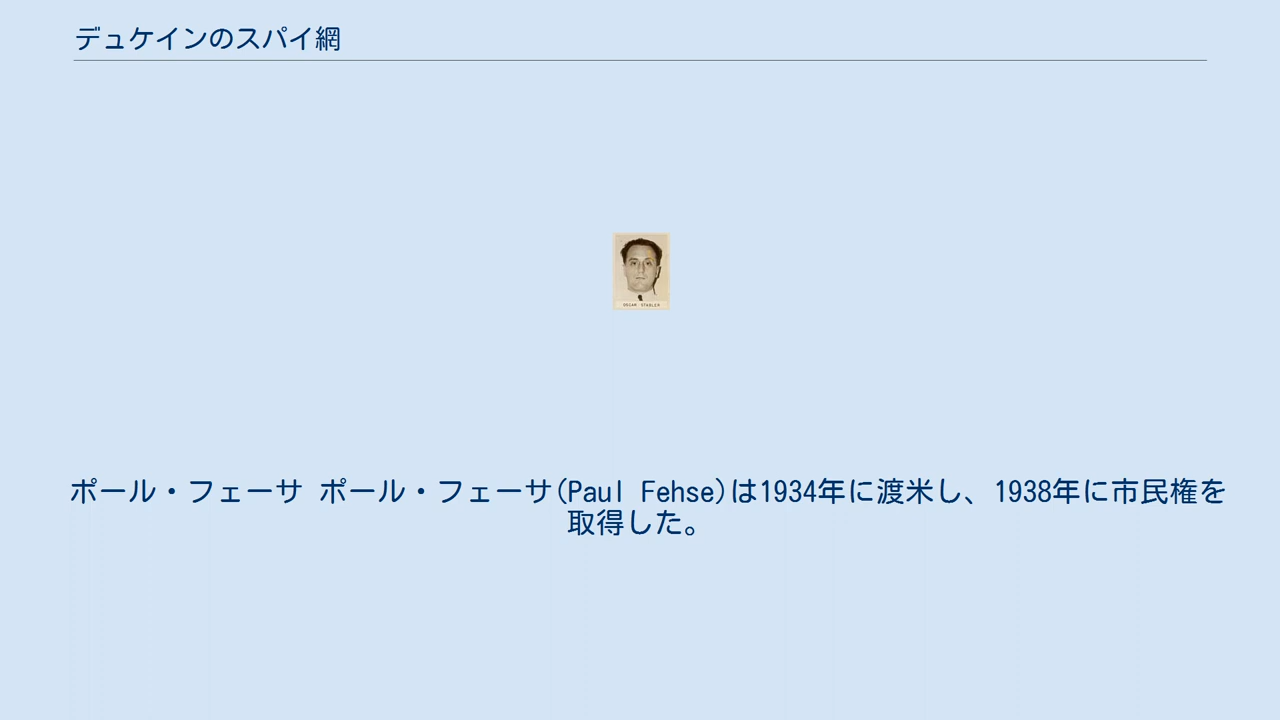 デュケインのスパイ網
OSCAR STABLER
ポール・フェーサ ポール・フェーサ(Paul Fehse)は1934年に渡米し、1938年に市民権を
取得した。